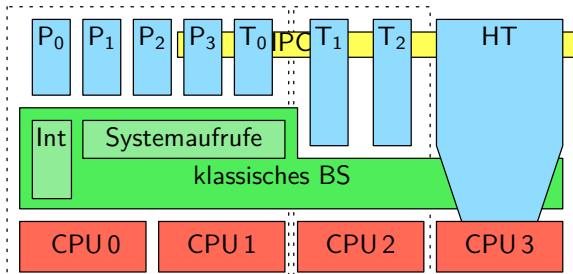 P0 P1 P2 P3 T0 T1 T2 HT
IPC
Int Systemaufrufe
klassisches BS
CPU 0 CPU 1 CPU 2 CPU 3